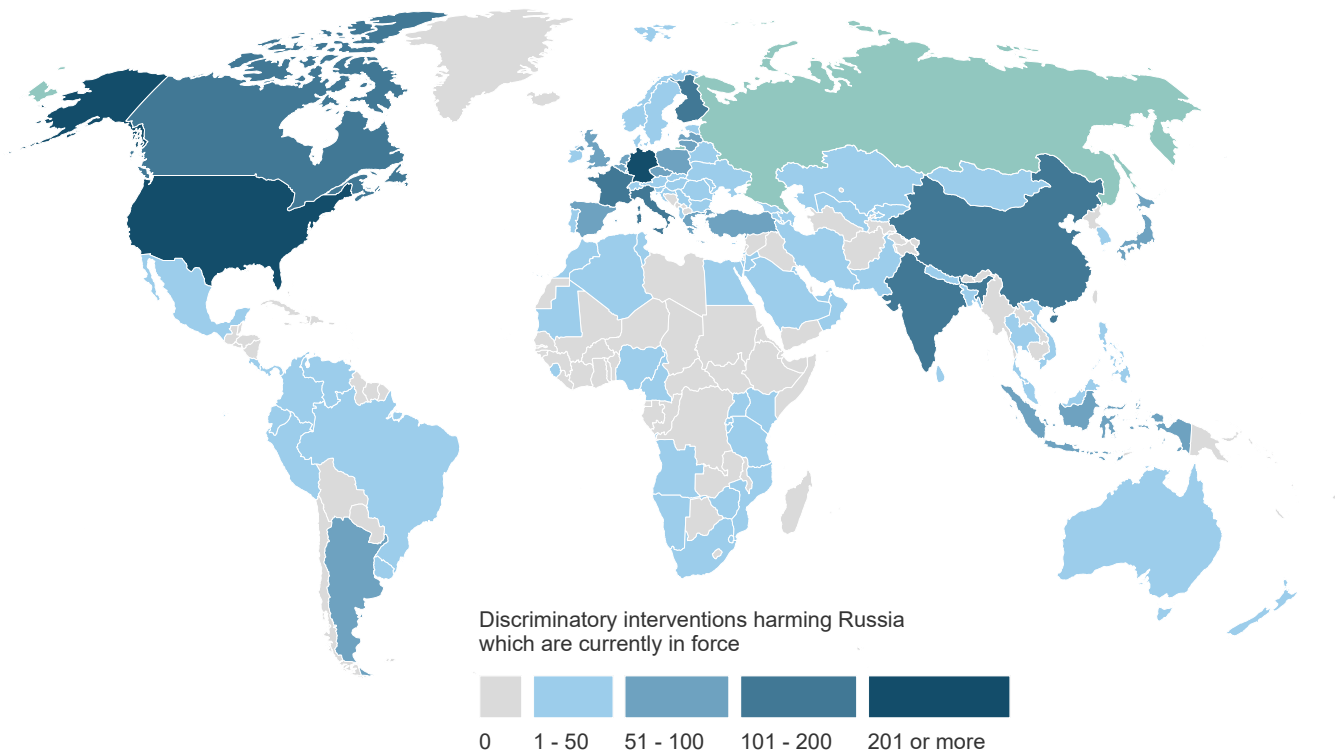 Discriminatory interventions harming Russia
which are currently in force
0 1 - 50 51 - 100 101 - 200 201 or more